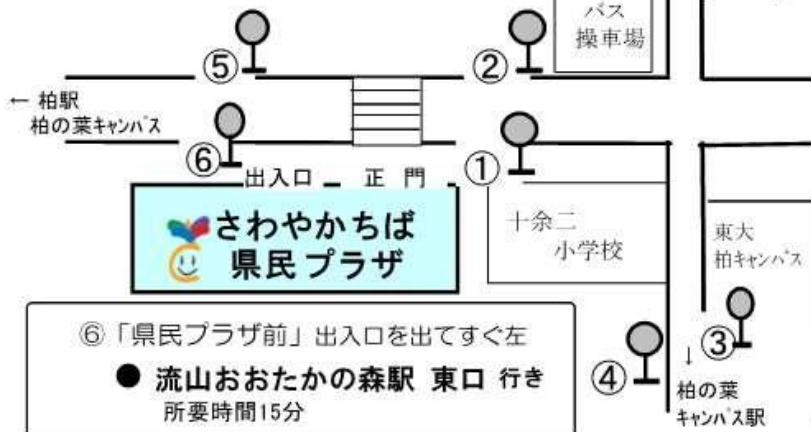 バス
操車場
⑤
②
← 柏駅
柏の葉キャンパス
⑥
①
出入口
正 門
さわやかちば
県民プラザ
十余二
小学校
東大
柏キャンパス
③
④
↓
柏の葉
キャンパス駅
⑥「県民プラザ前」出入口を出てすぐ左
● 流山おおたかの森駅 東口 行き
所要時間15分